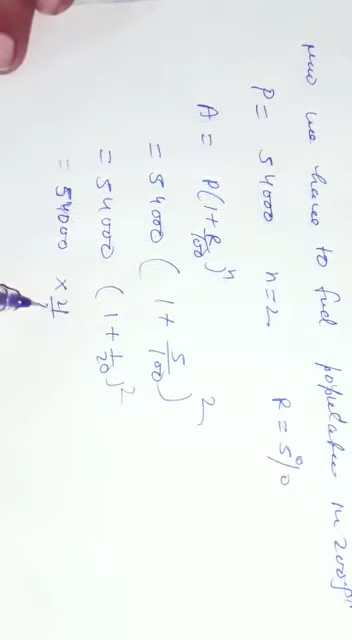 now we have to find population in 2005
P = 54000 n = 2 R = 5%
A = P(1 + R/100)^n
= 54000 (1 + 5/100)^2
= 54000 (1 + 1/20)^2
= 54000 × 21